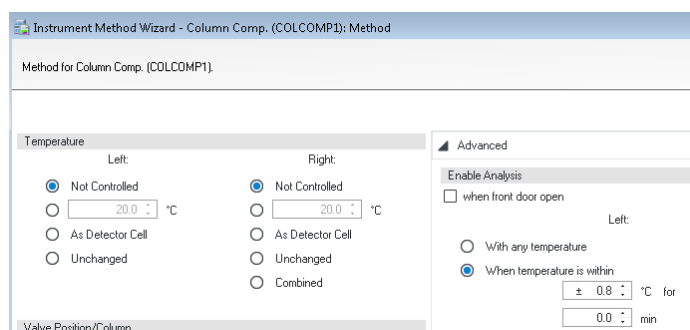 Instrument Method Wizard - Column Comp. (COLCOMP1): Method
Method for Column Comp. (COLCOMP1).
Temperature
Left: Right:
Not Controlled Not Controlled
20.0 °C 20.0 °C
As Detector Cell As Detector Cell
Unchanged Unchanged
Combined
Valve Position/Column
Advanced
Enable Analysis
when front door open
Left:
With any temperature
When temperature is within
± 0.8 °C for
0.0 min